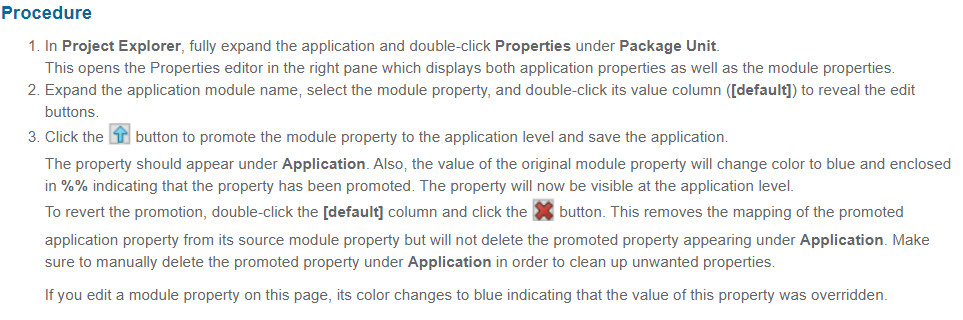 Procedure
1. In Project Explorer, fully expand the application and double-click Properties under Package Unit.
This opens the Properties editor in the right pane which displays both application properties as well as the module properties.
2. Expand the application module name, select the module property, and double-click its value column ([default]) to reveal the edit
buttons.
3. Click the button to promote the module property to the application level and save the application.
The property should appear under Application. Also, the value of the original module property will change color to blue and enclosed
in %% indicating that the property has been promoted. The property will now be visible at the application level.
To revert the promotion, double-click the [default] column and click the button. This removes the mapping of the promoted
application property from its source module property but will not delete the promoted property appearing under Application. Make
sure to manually delete the promoted property under Application in order to clean up unwanted properties.
If you edit a module property on this page, its color changes to blue indicating that the value of this property was overridden.